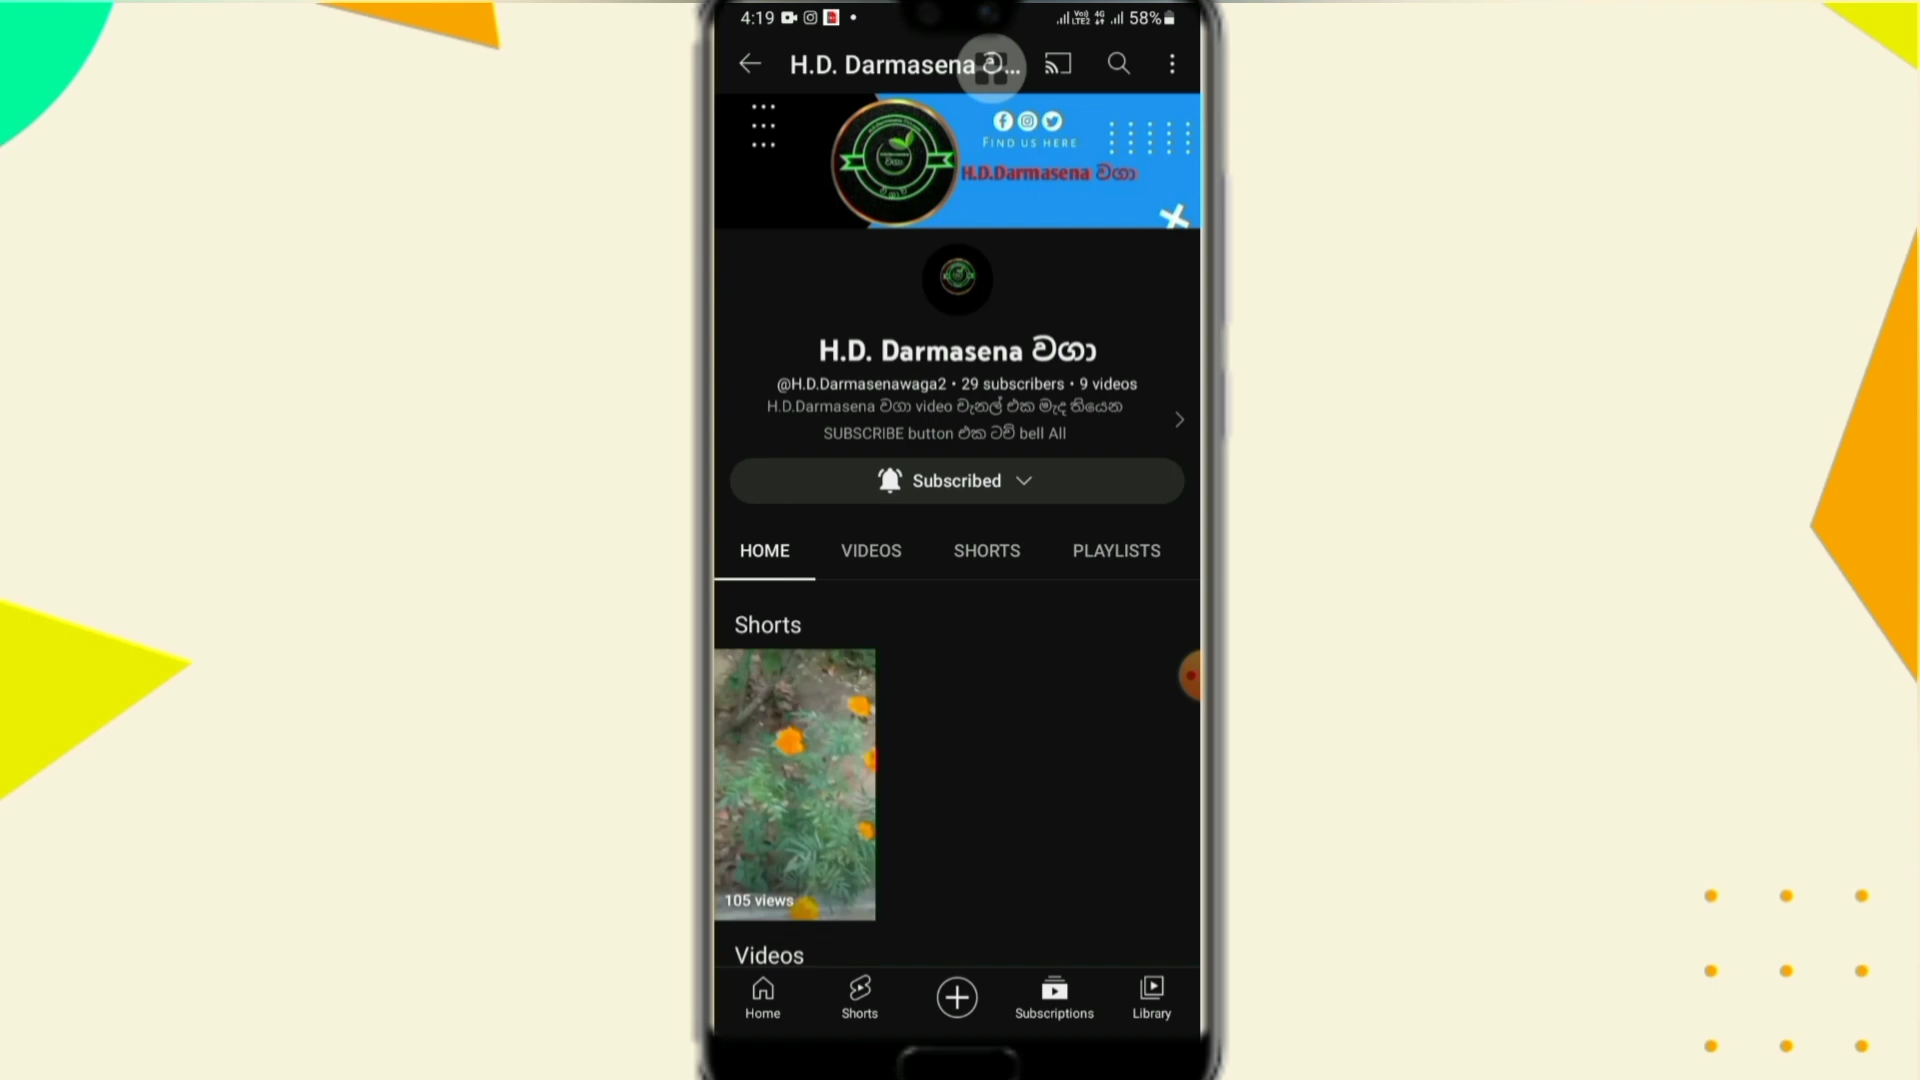 4:19
58%
H.D. Darmasena ව...
FIND US HERE
H.D.Darmasena වගා
H.D. Darmasena වගා
@H.D.Darmasenawaga2 • 29 subscribers • 9 videos
H.D.Darmasena වගා video චැනල් එක මැද තියෙන
SUBSCRIBE button එක ටච් bell All
Subscribed
HOME VIDEOS SHORTS PLAYLISTS
Shorts
105 views
Videos
Home Shorts Subscriptions Library